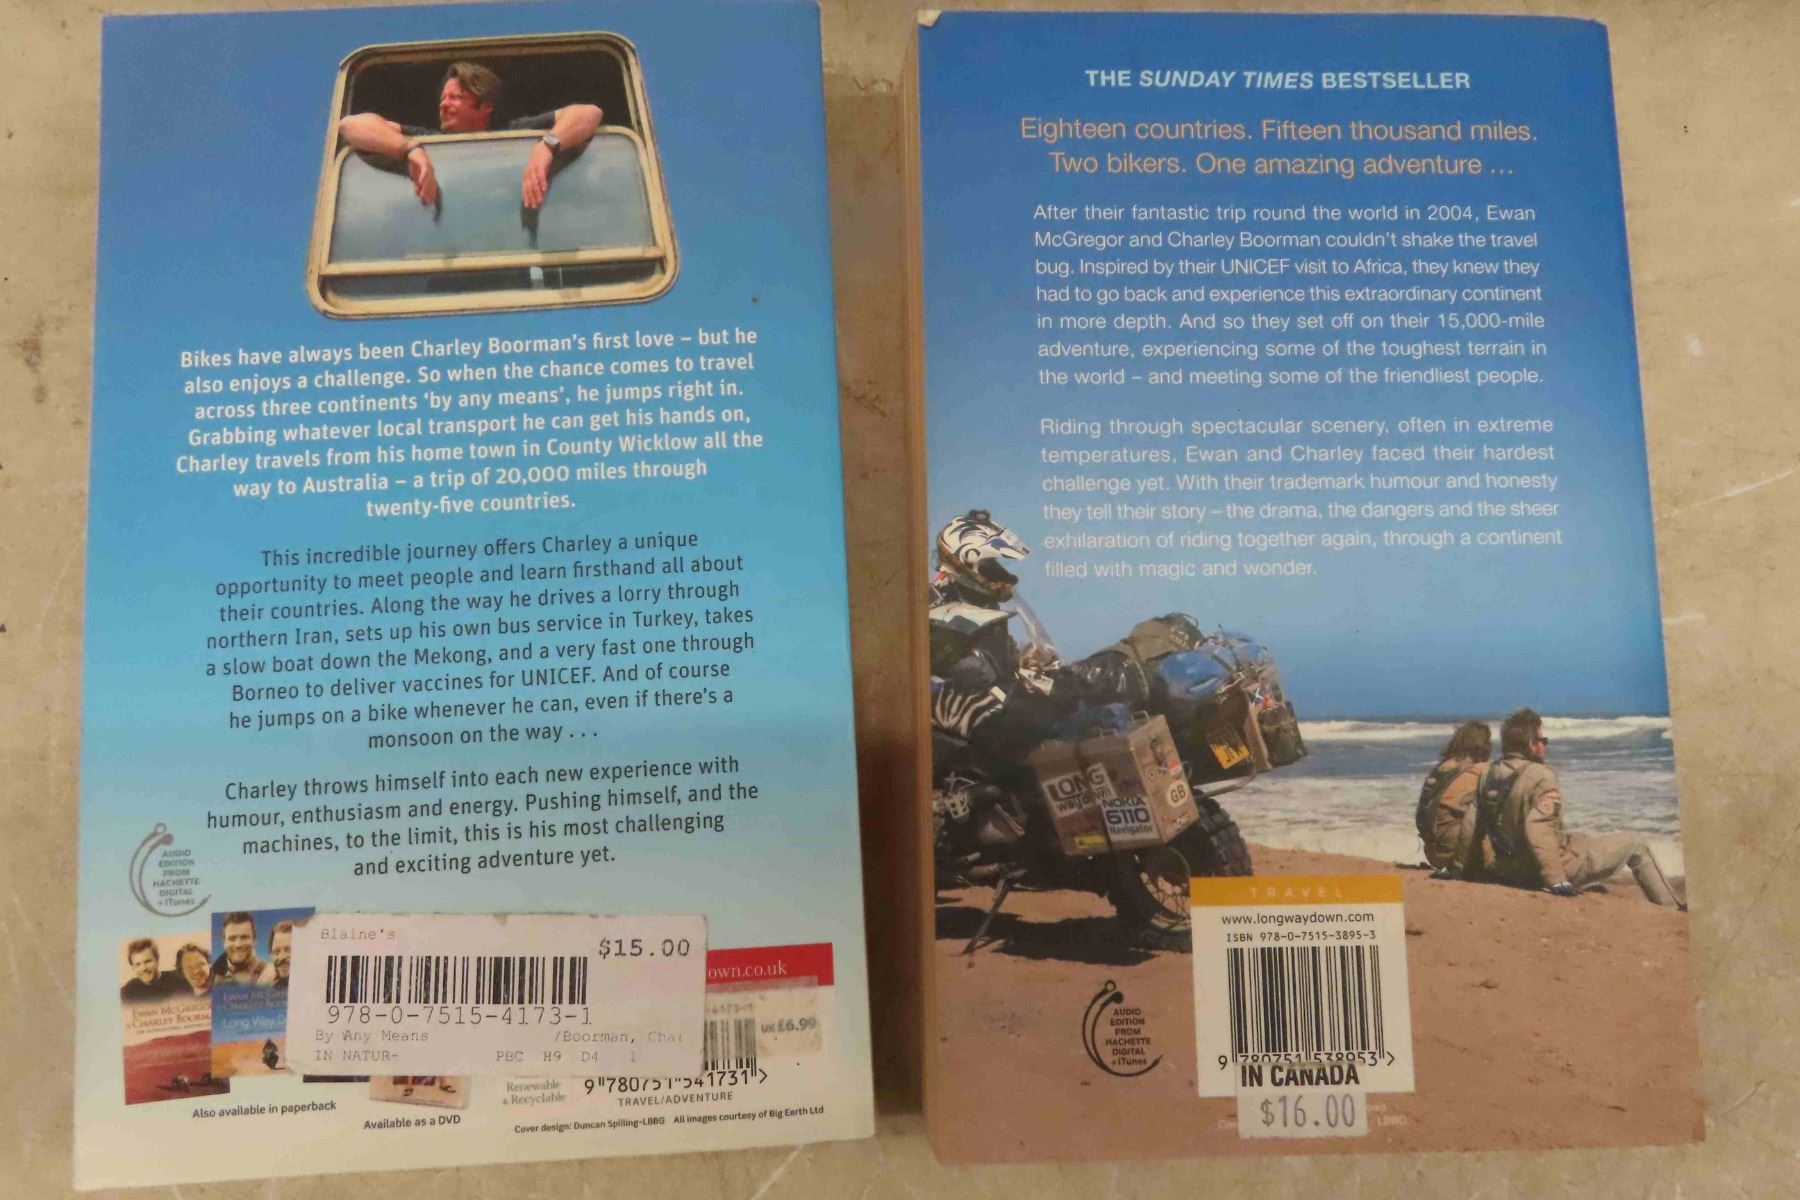 Bikes have always been Charley Boorman's first love – but he
also enjoys a challenge. So when the chance comes to travel
across three continents 'by any means', he jumps right in.
Grabbing whatever local transport he can get his hands on,
Charley travels from his home town in County Wicklow all the
way to Australia – a trip of 20,000 miles through
twenty-five countries.
This incredible journey offers Charley a unique
opportunity to meet people and learn firsthand all about
their countries. Along the way he drives a lorry through
northern Iran, sets up his own bus service in Turkey, takes
a slow boat down the Mekong, and a very fast one through
Borneo to deliver vaccines for UNICEF. And of course
he jumps on a bike whenever he can, even if there's a
monsoon on the way . . .
Charley throws himself into each new experience with
humour, enthusiasm and energy. Pushing himself, and the
machines, to the limit, this is his most challenging
and exciting adventure yet.
AUDIO
EDITION
FROM
HACHETTE
DIGITAL
+ iTunes
EWAN MCGREGOR
& CHARLEY BOORMAN
Blaine's
$15.00
978-0-7515-4173-1
By Any Means /Boorman, Char
IN NATUR- PBC H9 D4 1
own.co.uk
UK £6.99
Renewable
& Recyclable
9 780751 541731 >
TRAVEL/ADVENTURE
Also available in paperback
Available as a DVD
Cover design: Duncan Spilling–LBBG All images courtesy of Big Earth Ltd
THE SUNDAY TIMES BESTSELLER
Eighteen countries. Fifteen thousand miles.
Two bikers. One amazing adventure ...
After their fantastic trip round the world in 2004, Ewan
McGregor and Charley Boorman couldn't shake the travel
bug. Inspired by their UNICEF visit to Africa, they knew they
had to go back and experience this extraordinary continent
in more depth. And so they set off on their 15,000-mile
adventure, experiencing some of the toughest terrain in
the world – and meeting some of the friendliest people.
Riding through spectacular scenery, often in extreme
temperatures, Ewan and Charley faced their hardest
challenge yet. With their trademark humour and honesty
they tell their story – the drama, the dangers and the sheer
exhilaration of riding together again, through a continent
filled with magic and wonder.
LONG
way down
NOKIA
6110
Navigator
GB
TRAVEL
www.longwaydown.com
ISBN 978-0-7515-3895-3
9 780751 538953 >
AUDIO
EDITION
FROM
HACHETTE
DIGITAL
+ iTunes
IN CANADA
$16.00
LBBG